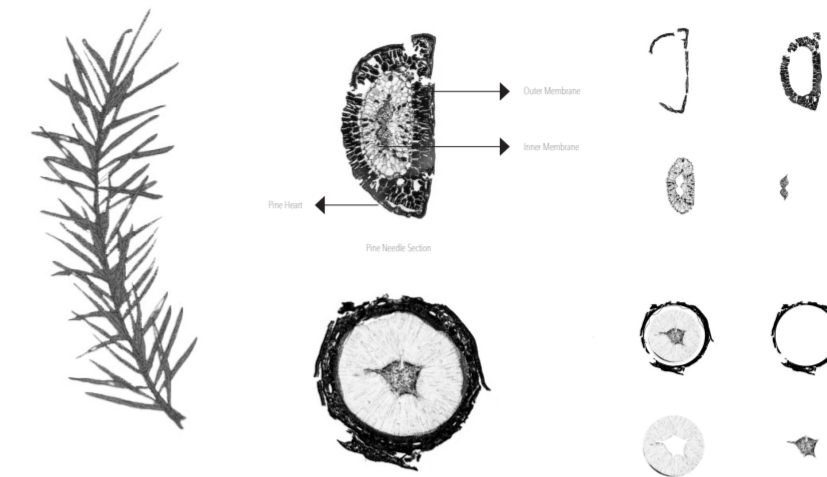 Outer Membrane
Inner Membrane
Pine Heart
Pine Needle Section